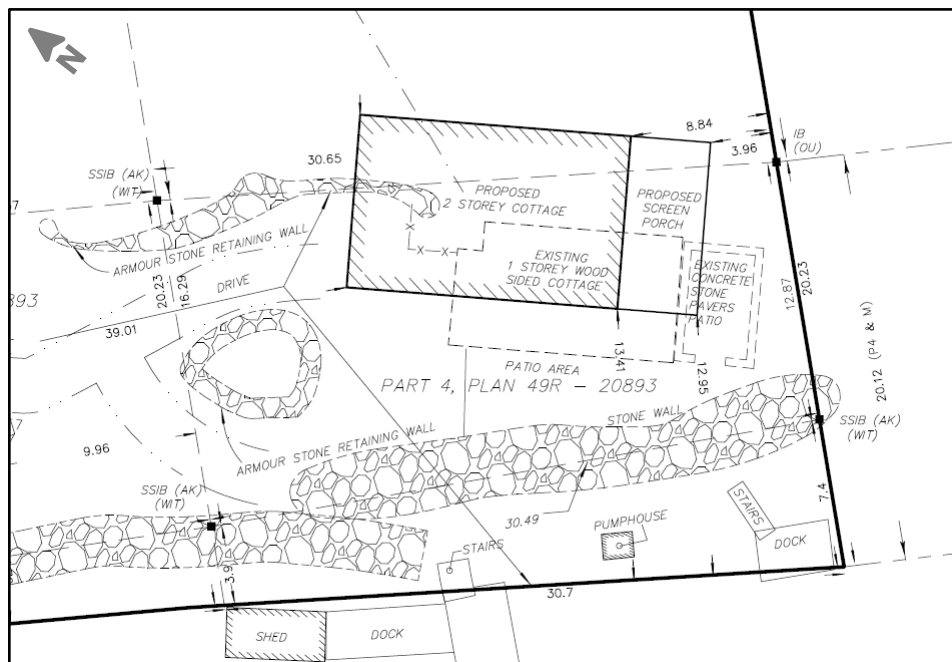 N
8.84
IB
(OU)
3.96
30.65
SSIB (AK)
(WIT)
7
PROPOSED
2 STOREY COTTAGE
PROPOSED
SCREEN
PORCH
ARMOUR STONE RETAINING WALL
EXISTING
1 STOREY WOOD
SIDED COTTAGE
EXISTING
CONCRETE
STONE
PAVERS
PATIO
DRIVE
20.23
16.29
12.87
20.23
893
39.01
20.12 (P4 & M)
PATIO AREA
13.41
12.95
PART 4, PLAN 49R - 20893
STONE WALL
SSIB (AK)
(WIT)
7
9.96
ARMOUR STONE RETAINING WALL
SSIB (AK)
(WIT)
7.4
30.49
PUMPHOUSE
STAIRS
DOCK
STAIRS
3.9
30.7
SHED
DOCK